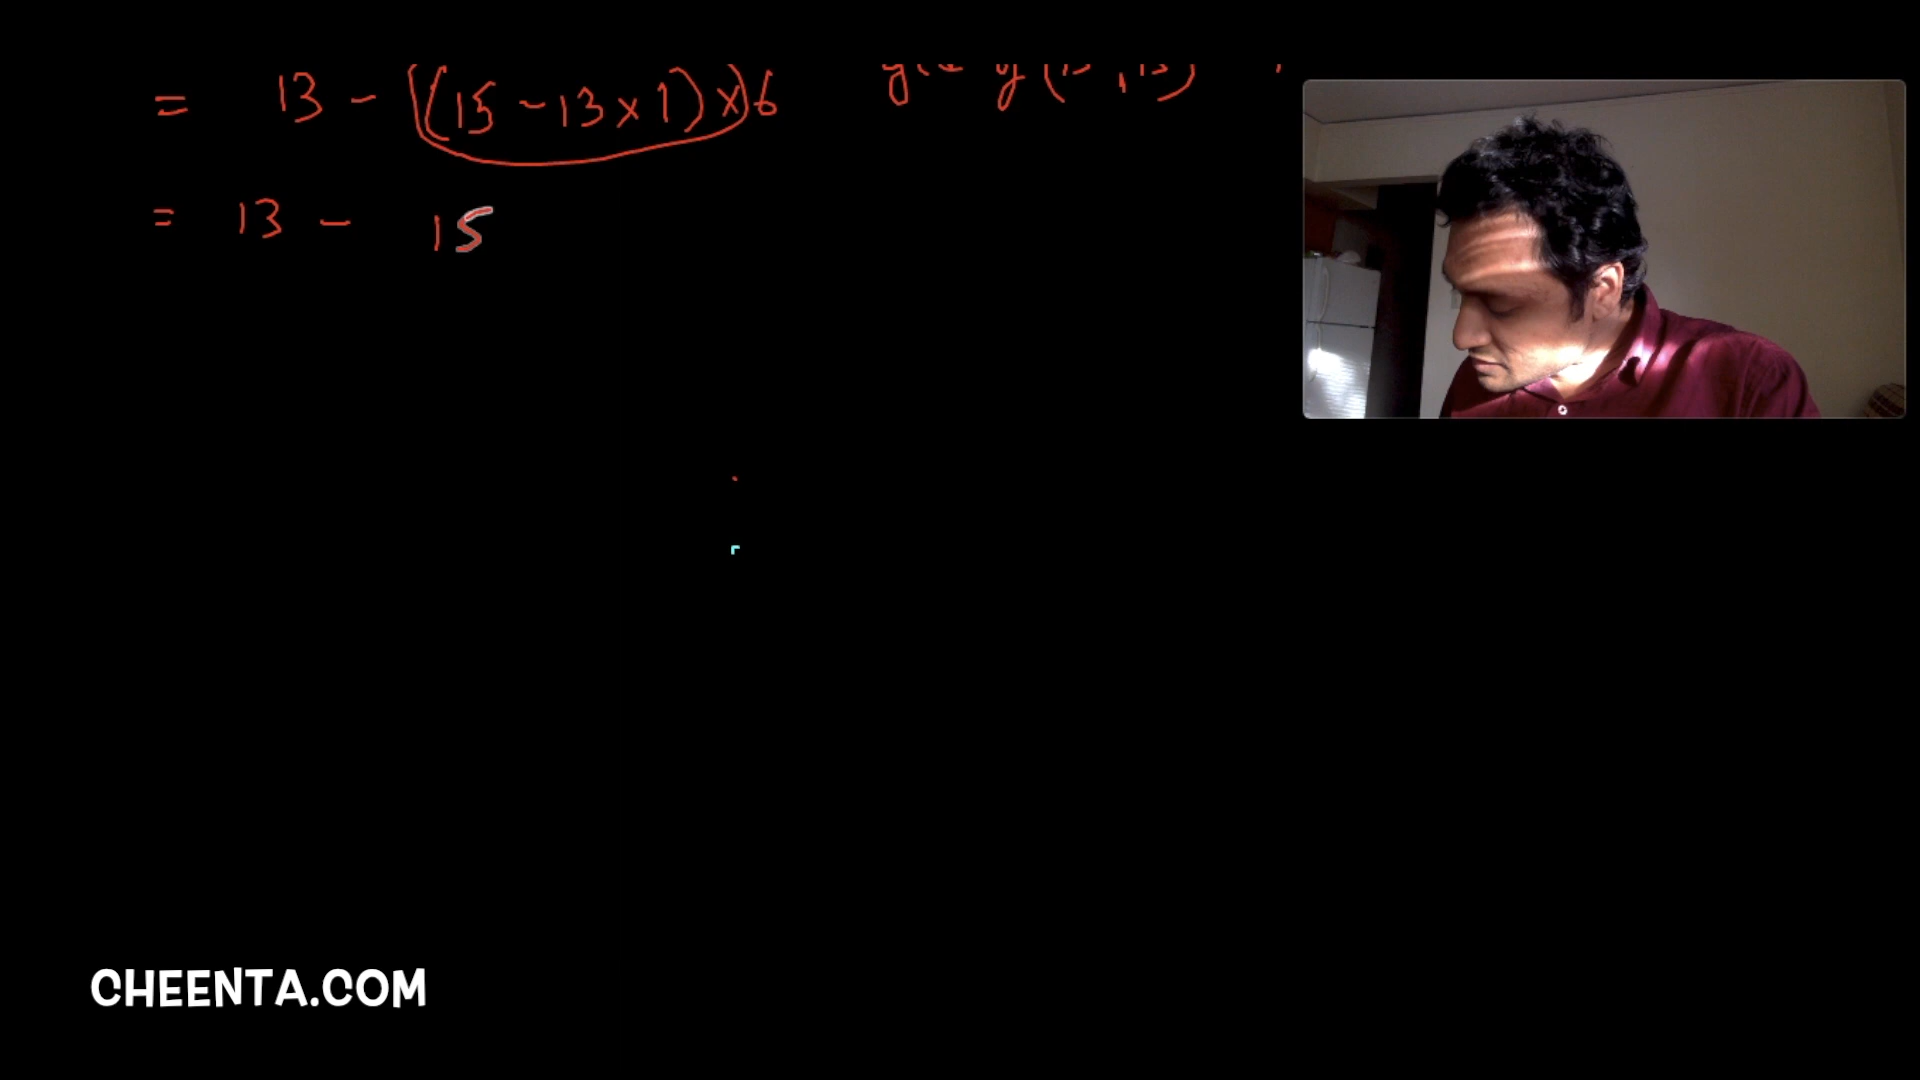 = 13 - ((15 - 13 x 1) x) 6
= 13 - 15
CHEENTA.COM